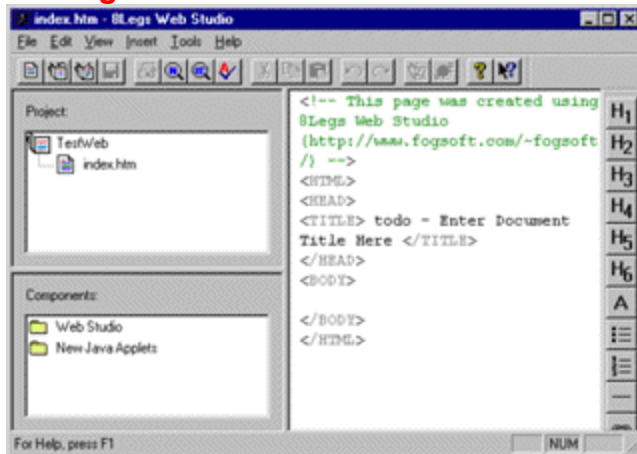 index.htm - 8Legs Web Studio
File Edit View Insert Tools Help
Project:
TestWeb
index.htm
Components:
Web Studio
New Java Applets
<!-- This page was created using
8Legs Web Studio
(http://www.fogsoft.com/~fogsoft
/) -->
<HTML>
<HEAD>
<TITLE> todo - Enter Document
Title Here </TITLE>
</HEAD>
<BODY>
</BODY>
</HTML>
H1
H2
H3
H4
H5
H6
A
For Help, press F1
NUM